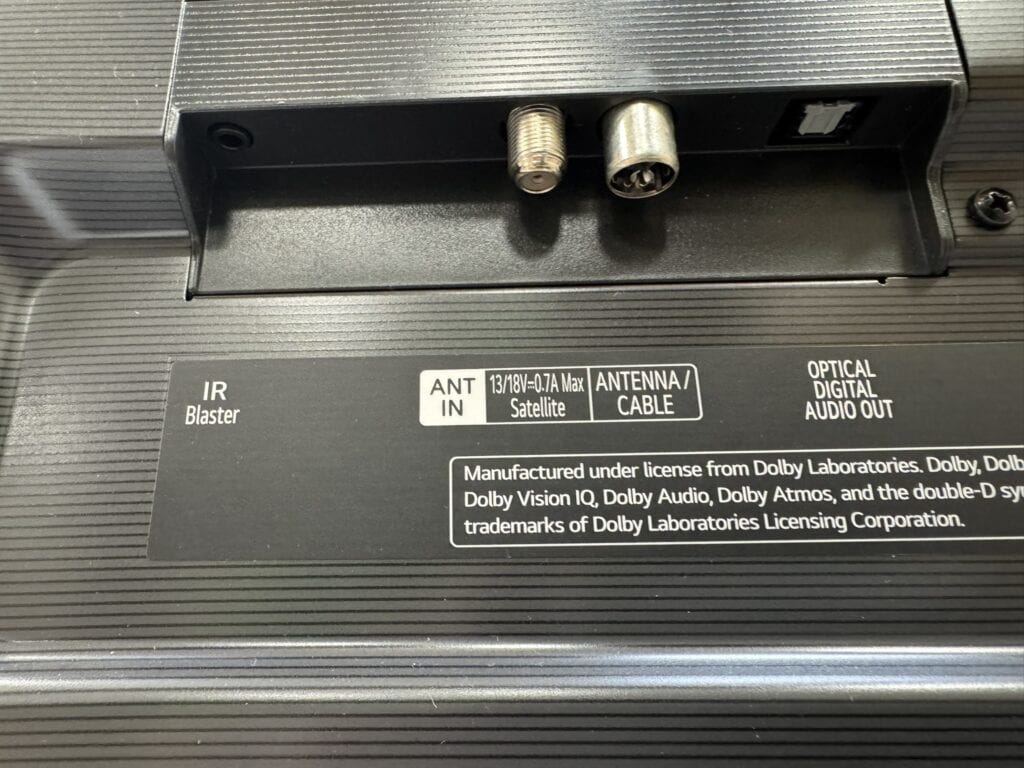 IR
Blaster
ANT
IN
13/18V⎓0.7A Max
Satellite
ANTENNA /
CABLE
OPTICAL
DIGITAL
AUDIO OUT
Manufactured under license from Dolby Laboratories. Dolby, Dolb
Dolby Vision IQ, Dolby Audio, Dolby Atmos, and the double-D sy
trademarks of Dolby Laboratories Licensing Corporation.